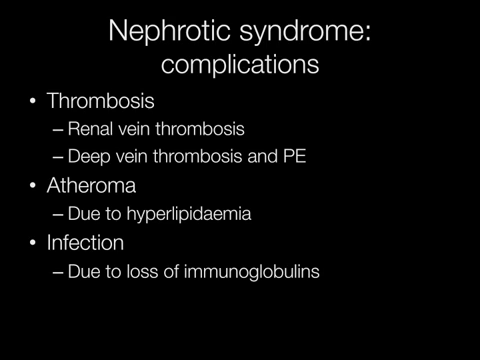 Nephrotic syndrome:
complications
• Thrombosis
– Renal vein thrombosis
– Deep vein thrombosis and PE
• Atheroma
– Due to hyperlipidaemia
• Infection
– Due to loss of immunoglobulins